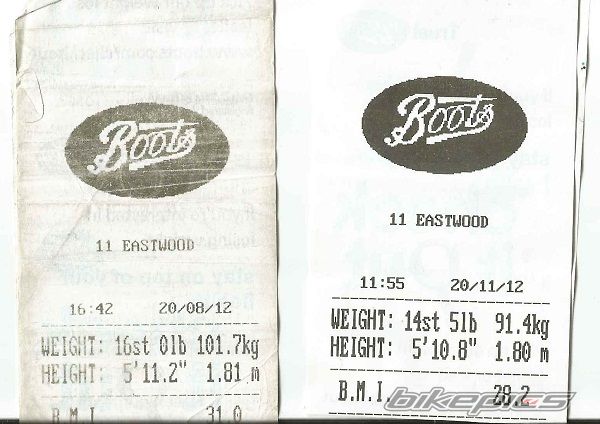 Boots
11 EASTWOOD
16:42 20/08/12
WEIGHT: 16st 0lb 101.7kg
HEIGHT: 5'11.2" 1.81 m
B.M.I. 31.0
Boots
11 EASTWOOD
11:55 20/11/12
WEIGHT: 14st 5lb 91.4kg
HEIGHT: 5'10.8" 1.80 m
B.M.I. 28.2
bikepics